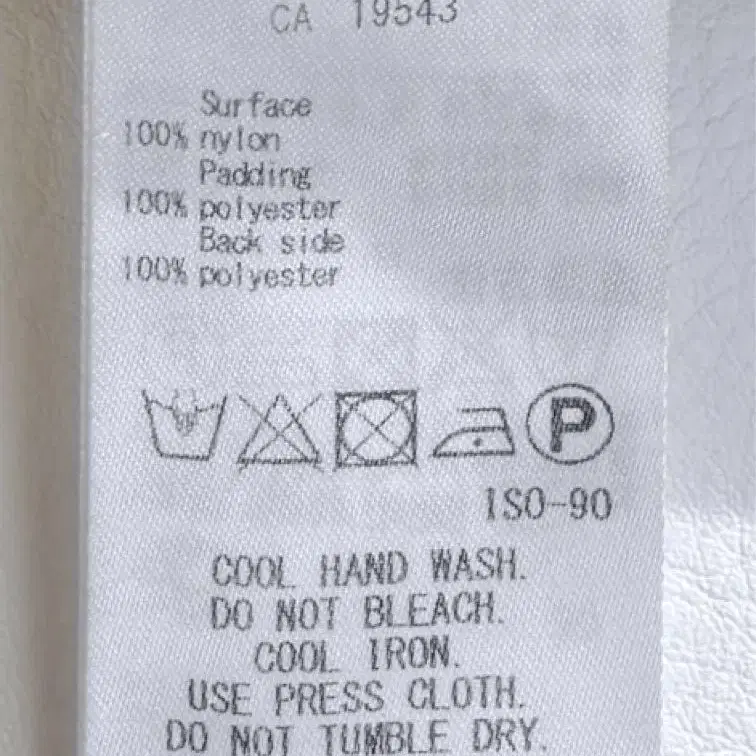 CA 19543
Surface
100% nylon
Padding
100% polyester
Back side
100% polyester
P
ISO-90
COOL HAND WASH.
DO NOT BLEACH.
COOL IRON.
USE PRESS CLOTH.
DO NOT TUMBLE DRY.